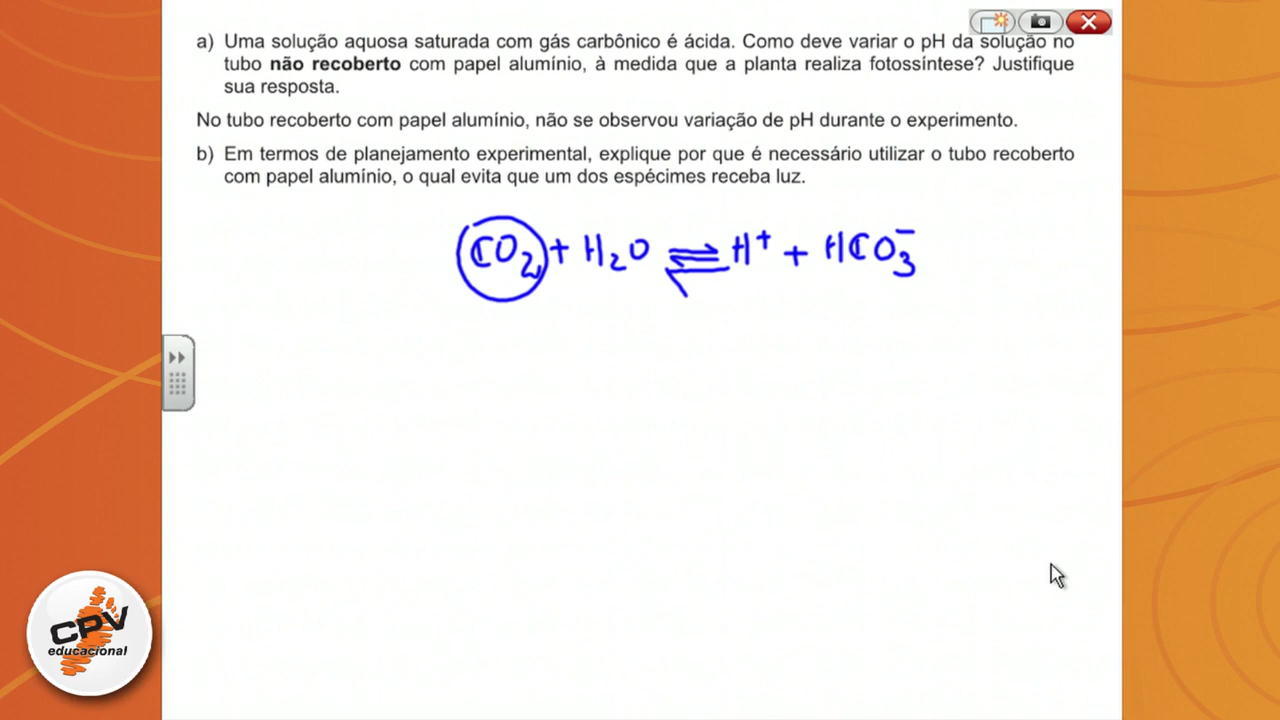 a) Uma solução aquosa saturada com gás carbônico é ácida. Como deve variar o pH da solução no
tubo não recoberto com papel alumínio, à medida que a planta realiza fotossíntese? Justifique
sua resposta.
No tubo recoberto com papel alumínio, não se observou variação de pH durante o experimento.
b) Em termos de planejamento experimental, explique por que é necessário utilizar o tubo recoberto
com papel alumínio, o qual evita que um dos espécimes receba luz.
CO₂ + H₂O ⇌ H⁺ + HCO₃⁻
CPV
educacional